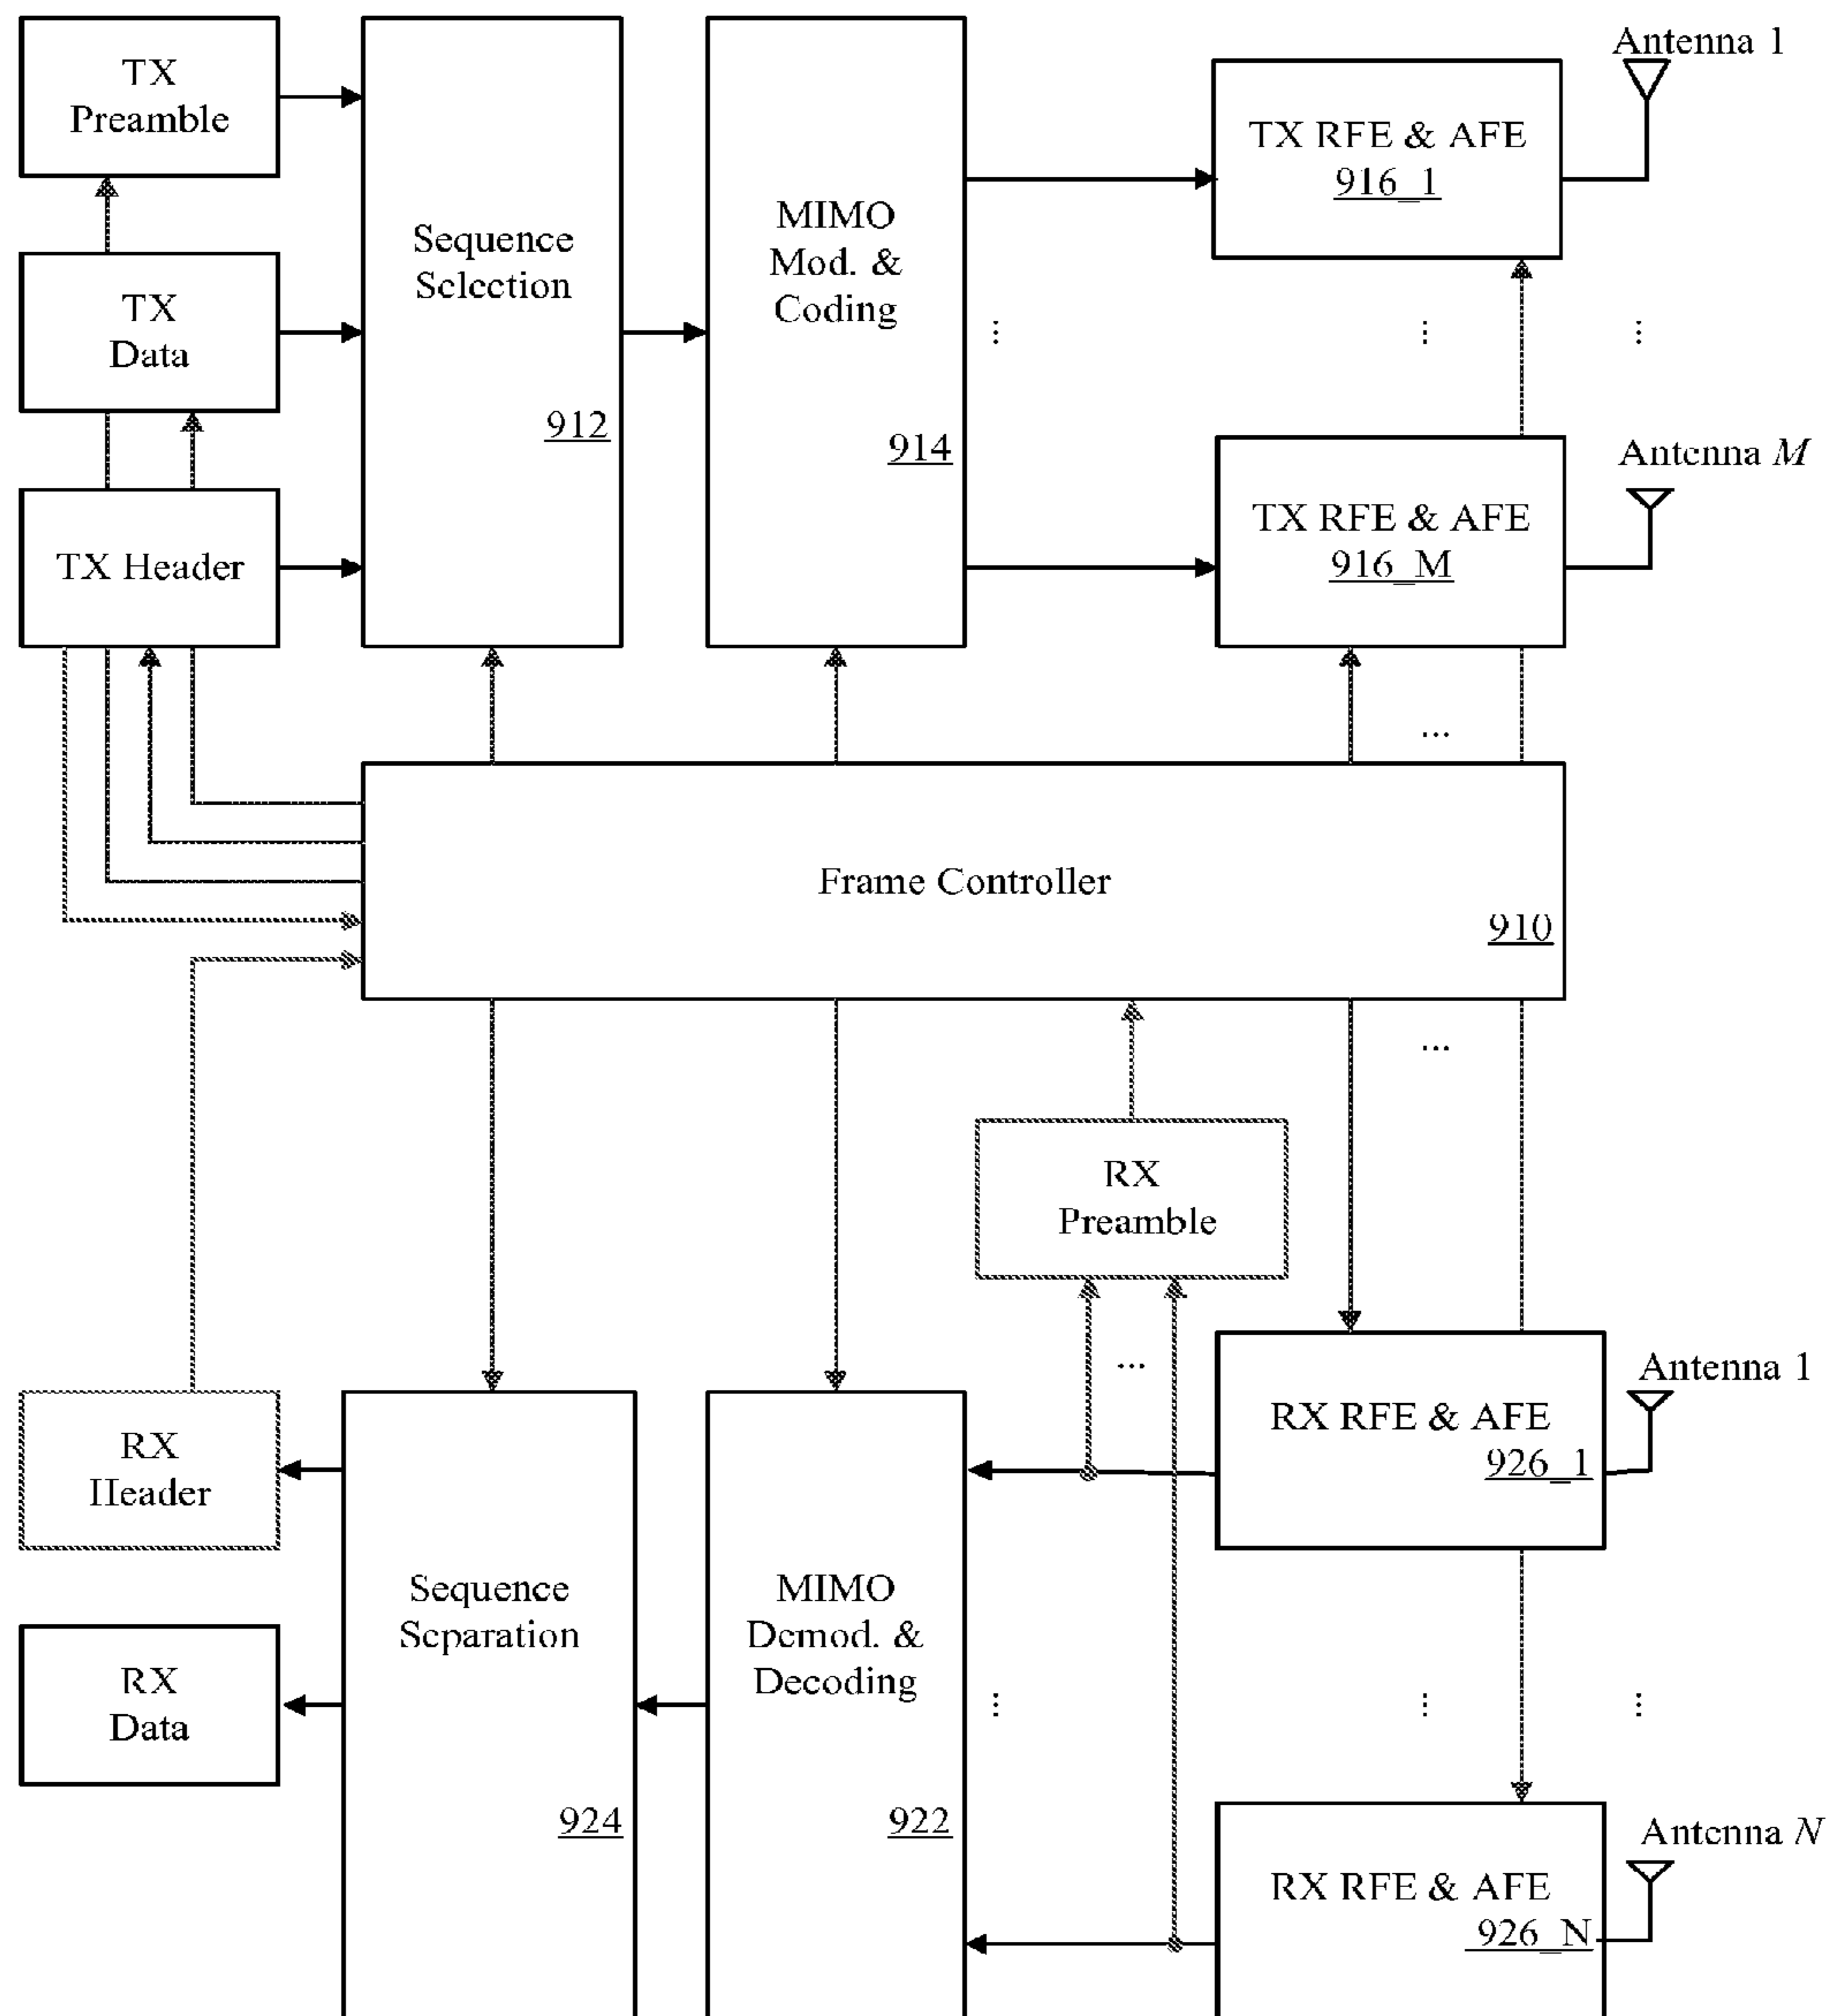 TX
Preamble
TX
Data
TX Header
Sequence
Selection
912
MIMO
Mod. &
Coding
914
TX RFE & AFE
916_1
Antenna 1
TX RFE & AFE
916_M
Antenna M
⋮
⋮
⋮
...
Frame Controller
910
...
RX
Preamble
...
RX RFE & AFE
926_1
Antenna 1
RX
Header
RX
Data
Sequence
Separation
924
MIMO
Demod. &
Decoding
922
⋮
⋮
⋮
RX RFE & AFE
926_N
Antenna N